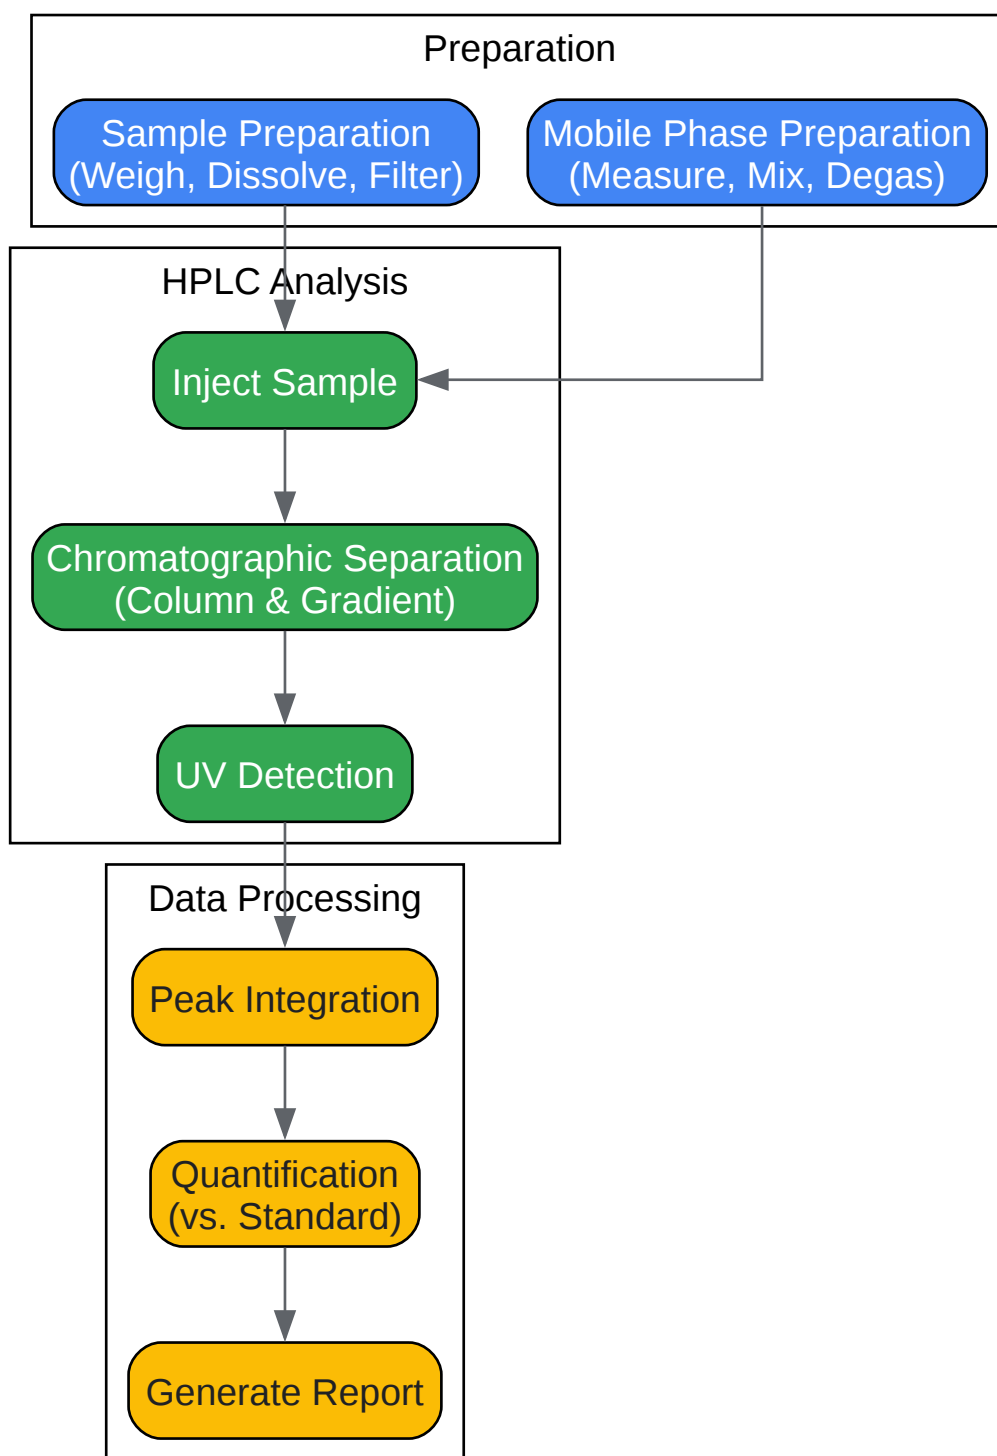 Preparation
Sample Preparation
(Weigh, Dissolve, Filter)
Mobile Phase Preparation
(Measure, Mix, Degas)
HPLC Analysis
Inject Sample
Chromatographic Separation
(Column & Gradient)
UV Detection
Data Processing
Peak Integration
Quantification
(vs. Standard)
Generate Report